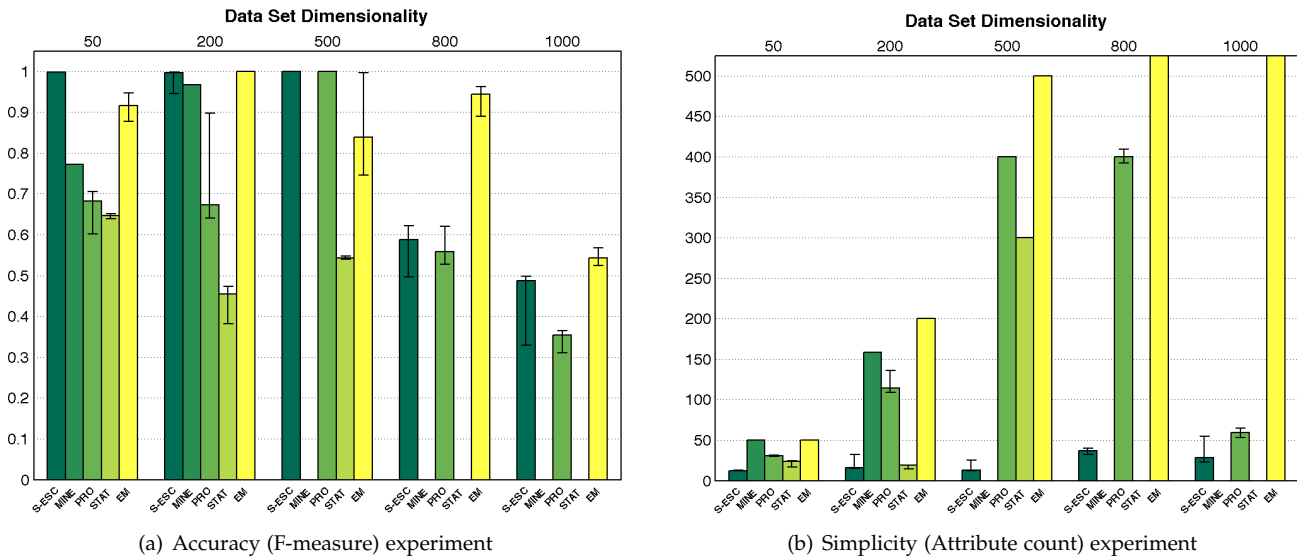 Data Set Dimensionality
50 200 500 800 1000
1
0.9
0.8
0.7
0.6
0.5
0.4
0.3
0.2
0.1
0
S-ESC MINE PRO STAT EM S-ESC MINE PRO STAT EM S-ESC MINE PRO STAT EM S-ESC MINE PRO STAT EM S-ESC MINE PRO STAT EM
(a) Accuracy (F-measure) experiment
Data Set Dimensionality
50 200 500 800 1000
500
450
400
350
300
250
200
150
100
50
0
S-ESC MINE PRO STAT EM S-ESC MINE PRO STAT EM S-ESC MINE PRO STAT EM S-ESC MINE PRO STAT EM S-ESC MINE PRO STAT EM
(b) Simplicity (Attribute count) experiment